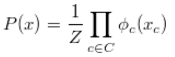 P(x) = \frac{1}{Z} \prod_{c \in C} \phi_c(x_c)